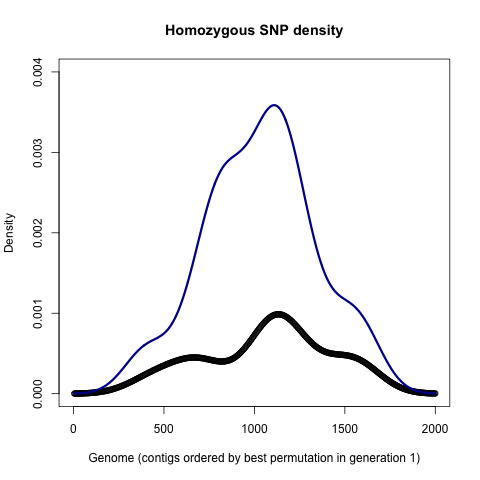 Homozygous SNP density
0.004
0.003
0.002
0.001
0.000
Density
0 500 1000 1500 2000
Genome (contigs ordered by best permutation in generation 1)